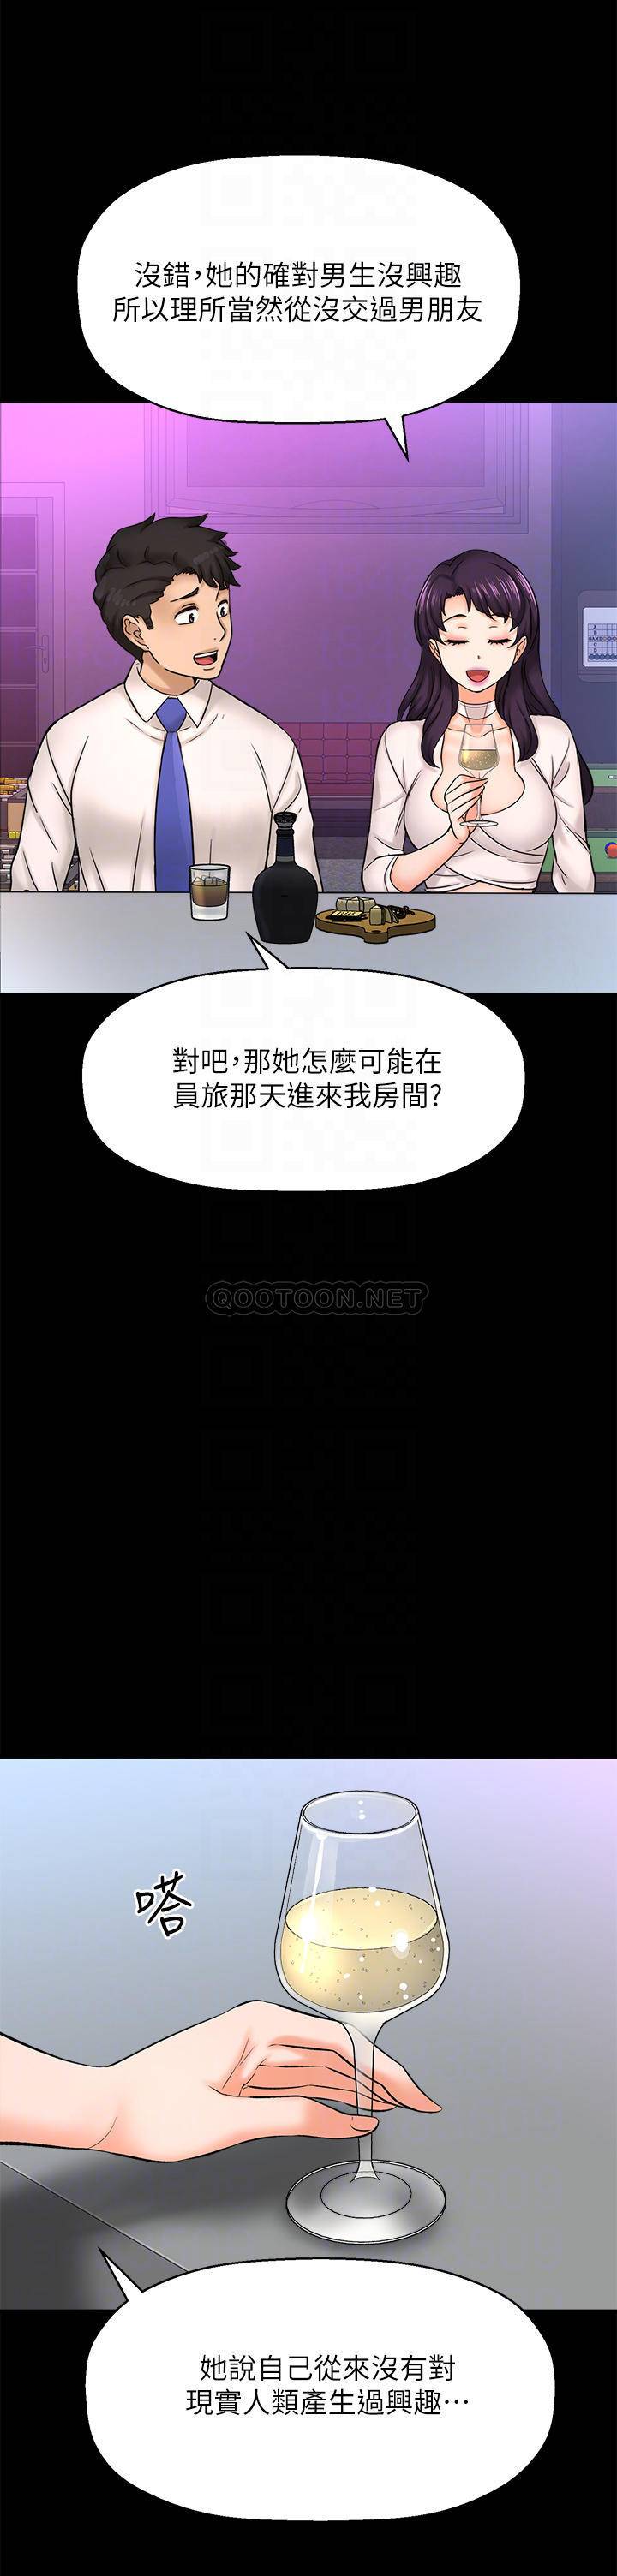 沒錯，她的確對男生沒興趣
所以理所當然從沒交過男朋友
對吧，那她怎麼可能在
員旅那天進來我房間?
QOOTOON.NET
嗒
她說自己從來沒有對
現實人類產生過興趣…